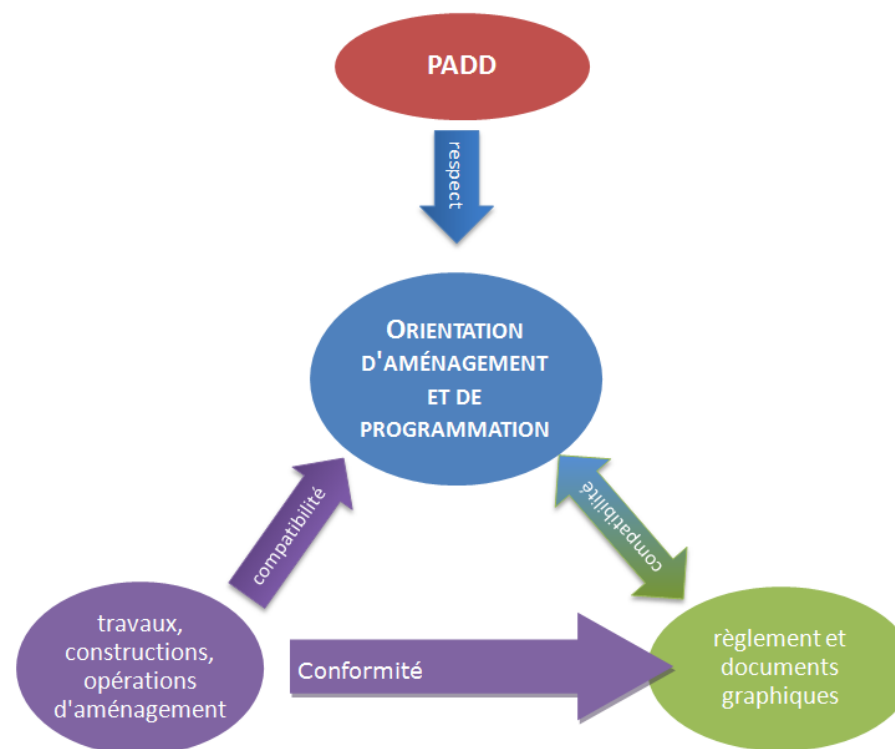 PADD
respect
ORIENTATION
D'AMÉNAGEMENT
ET DE
PROGRAMMATION
compatibilité
compatibilité
travaux,
constructions,
opérations
d'aménagement
Conformité
règlement et
documents
graphiques